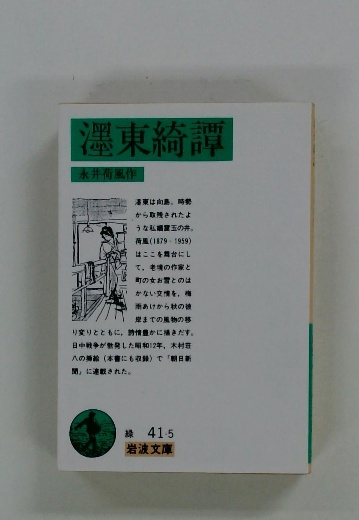 濹東綺譚
永井荷風作
濹東は向島，時勢
から取残されたよ
うな私娼窟玉の井．
荷風(1879-1959)
はここを舞台にし
て，老境の作家と
町の女お雪とのは
かない交情を，梅
雨あけから秋の彼
岸までの風物の移
り変りとともに，詩情豊かに描きだす．
日中戦争が勃発した昭和12年，木村荘
八の挿絵（本書にも収録）で「朝日新
聞」に連載された．
緑 41-5
岩波文庫